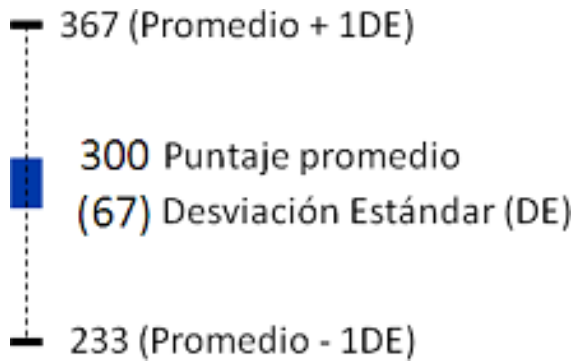 367 (Promedio + 1DE)
300 Puntaje promedio
(67) Desviación Estándar (DE)
233 (Promedio - 1DE)